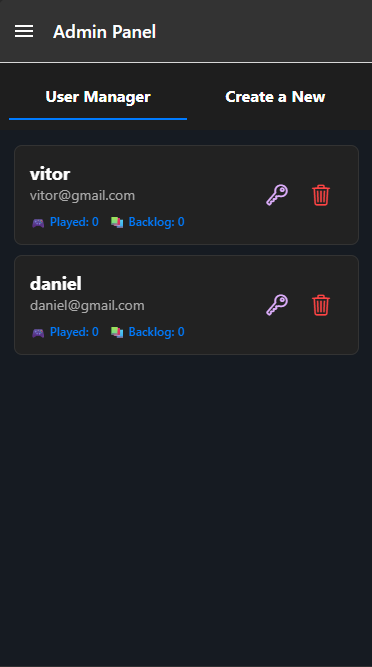 Admin Panel
User Manager
Create a New
vitor
vitor@gmail.com
Played: 0 Backlog: 0
daniel
daniel@gmail.com
Played: 0 Backlog: 0